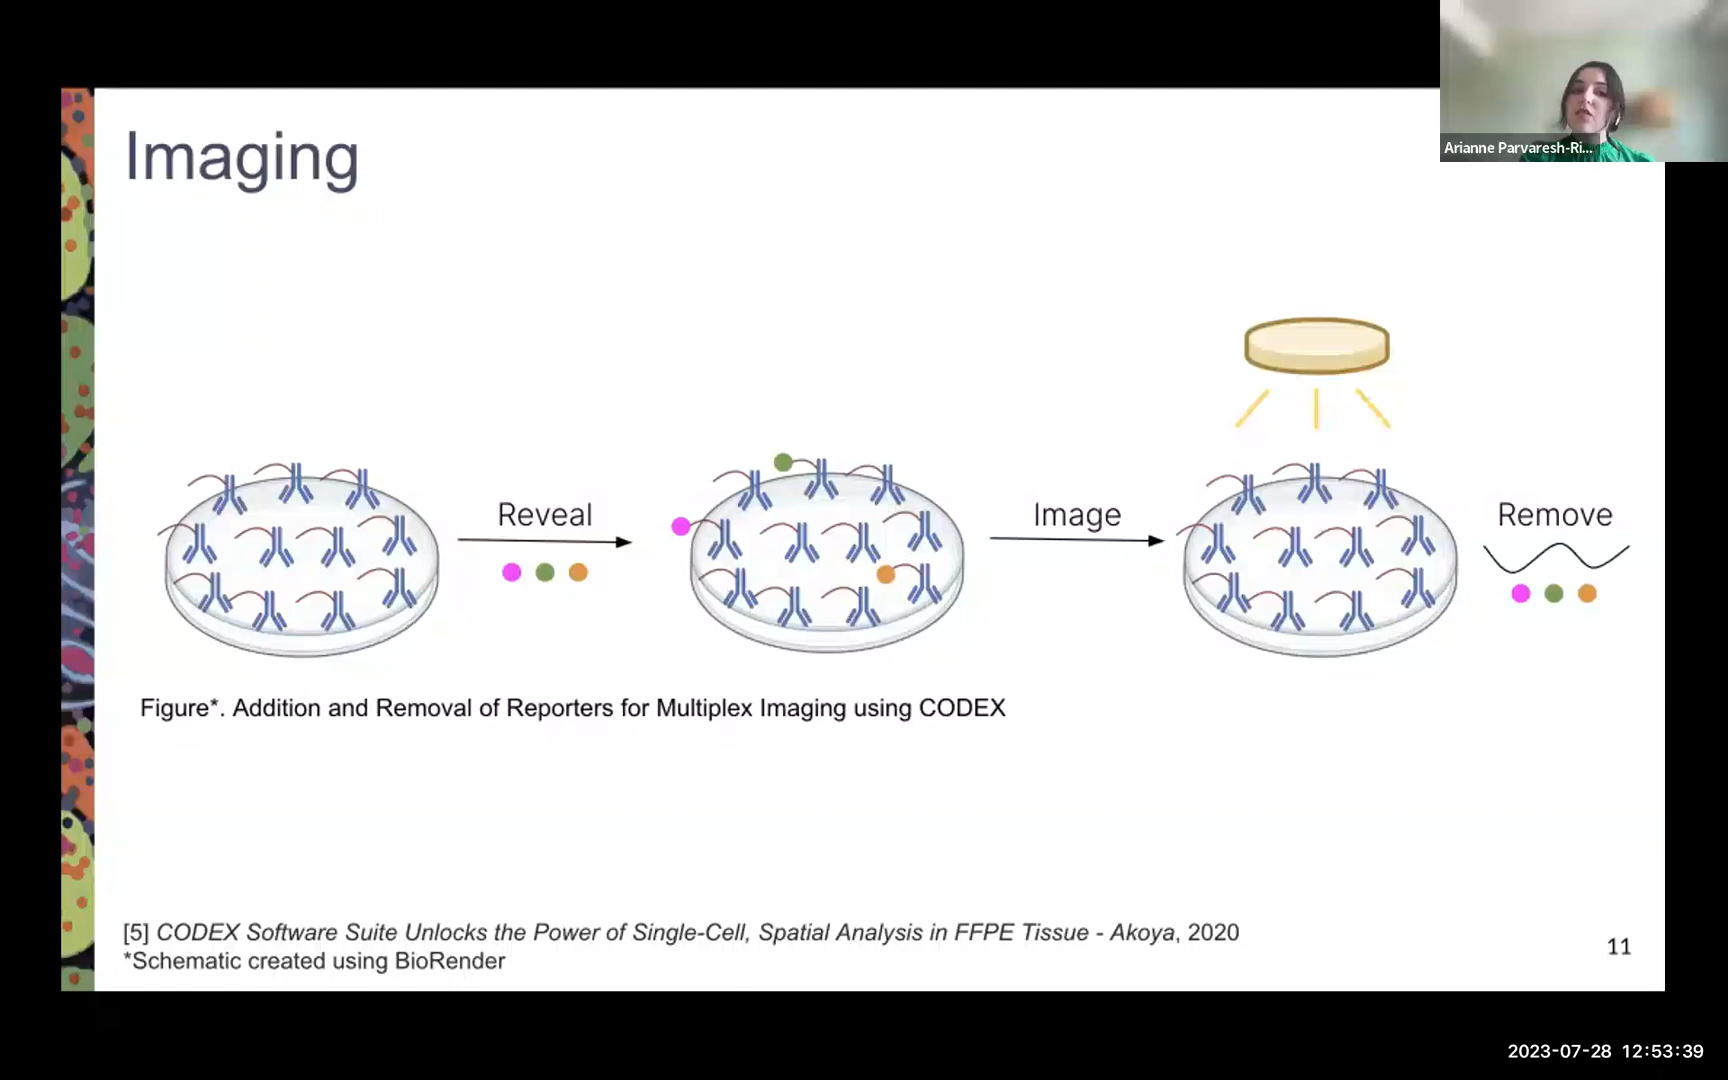 Arianne Parvaresh-Ri...
Imaging
Reveal
Image
Remove
Figure*. Addition and Removal of Reporters for Multiplex Imaging using CODEX
[5] CODEX Software Suite Unlocks the Power of Single-Cell, Spatial Analysis in FFPE Tissue - Akoya, 2020
*Schematic created using BioRender
11
2023-07-28 12:53:39